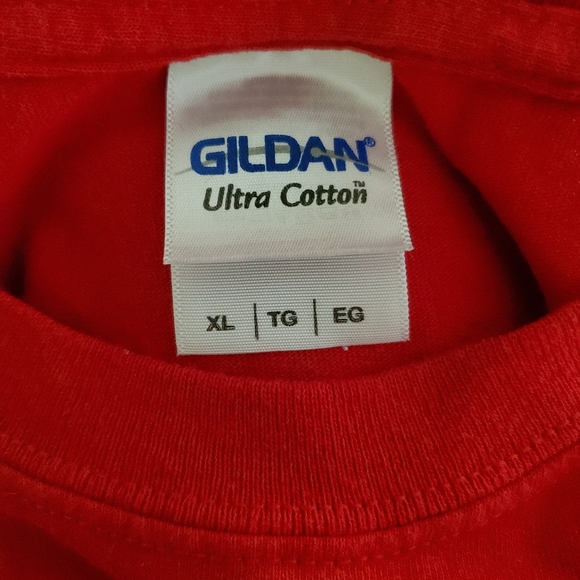 GILDAN®
Ultra Cotton™
XL | TG | EG